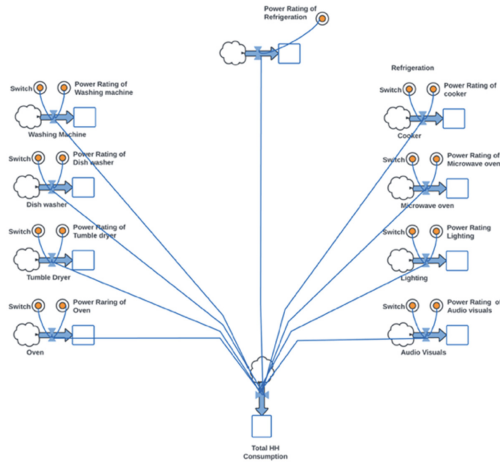 Power Rating of
Refrigeration
Refrigeration
Switch
Power Rating of
Washing machine
Washing Machine
Switch
Power Rating of
cooker
Cooker
Switch
Power Rating of
Dish washer
Dish washer
Switch
Power Rating of
Microwave oven
Microwave oven
Switch
Power Rating of
Tumble dryer
Tumble Dryer
Switch
Power Rating
Lighting
Lighting
Switch
Power Raring of
Oven
Oven
Switch
Power Rating o
Audio visuals
Audio Visuals
Total HH
Consumption